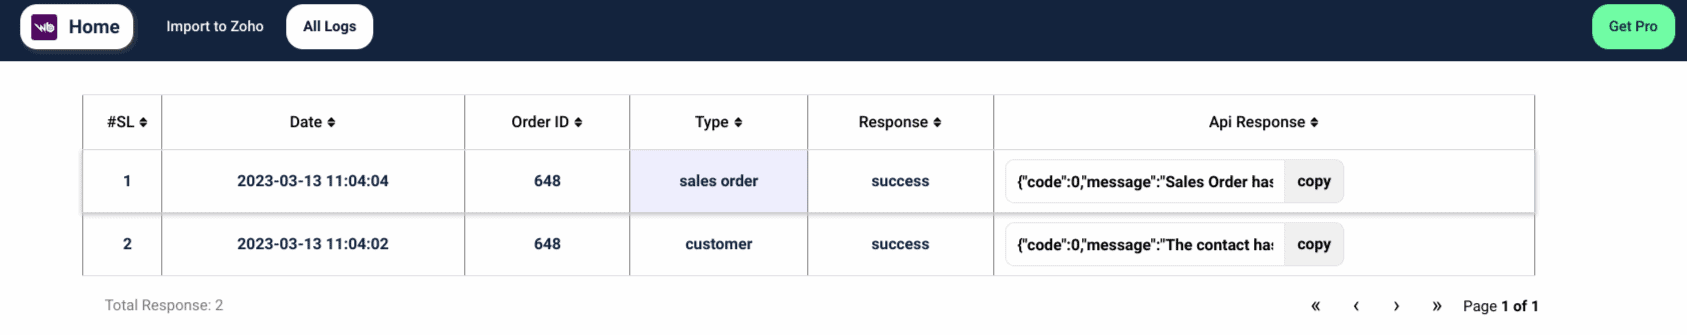 Wb Home Import to Zoho All Logs Get Pro
#SL Date Order ID Type Response Api Response
1 2023-03-13 11:04:04 648 sales order success {"code":0,"message":"Sales Order has copy
2 2023-03-13 11:04:02 648 customer success {"code":0,"message":"The contact has copy
Total Response: 2 « ‹ › » Page 1 of 1